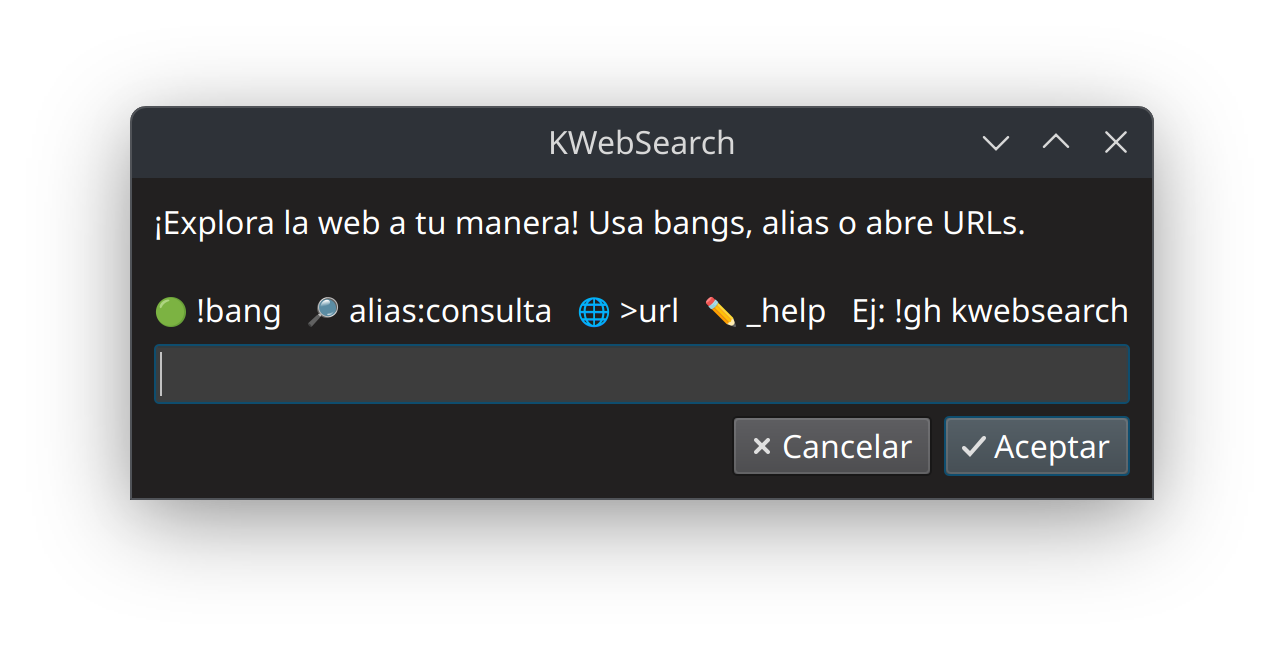 KWebSearch
¡Explora la web a tu manera! Usa bangs, alias o abre URLs.
🟢 !bang 🔎 alias:consulta 🌐 >url ✏️ _help Ej: !gh kwebsearch
Cancelar Aceptar